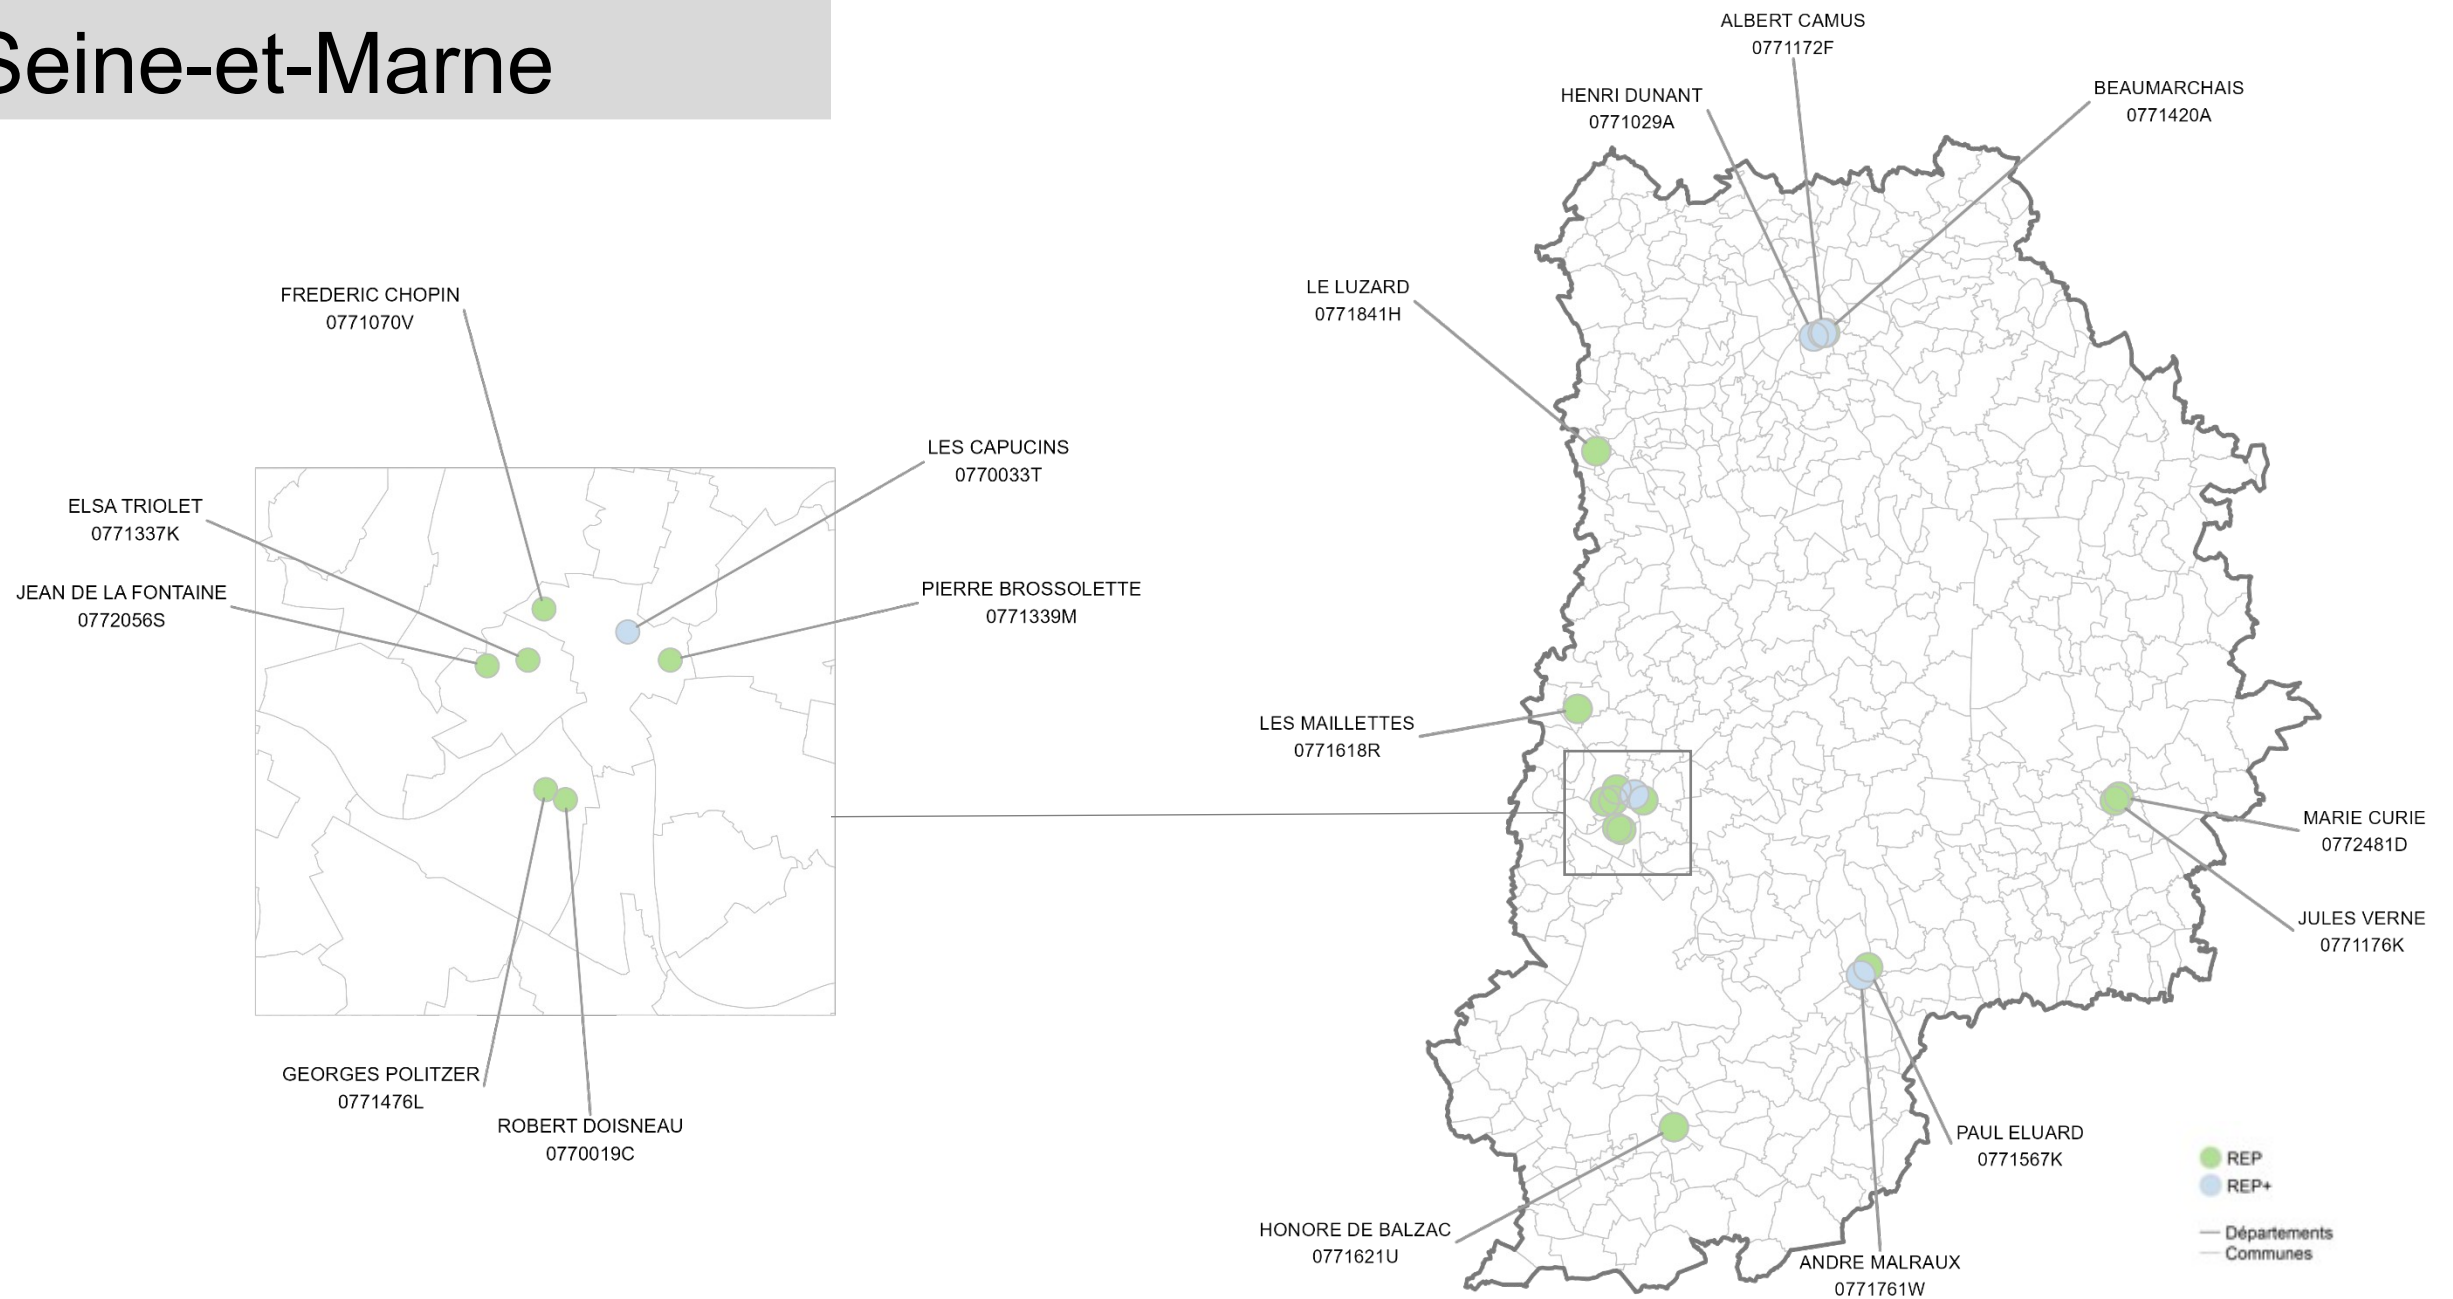 Seine-et-Marne
ALBERT CAMUS
0771172F
HENRI DUNANT
0771029A
BEAUMARCHAIS
0771420A
LE LUZARD
0771841H
FREDERIC CHOPIN
0771070V
LES CAPUCINS
0770033T
ELSA TRIOLET
0771337K
JEAN DE LA FONTAINE
0772056S
PIERRE BROSSOLETTE
0771339M
LES MAILLETTES
0771618R
MARIE CURIE
0772481D
JULES VERNE
0771176K
GEORGES POLITZER
0771476L
ROBERT DOISNEAU
0770019C
PAUL ELUARD
0771567K
HONORE DE BALZAC
0771621U
ANDRE MALRAUX
0771761W
REP
REP+
Départements
Communes